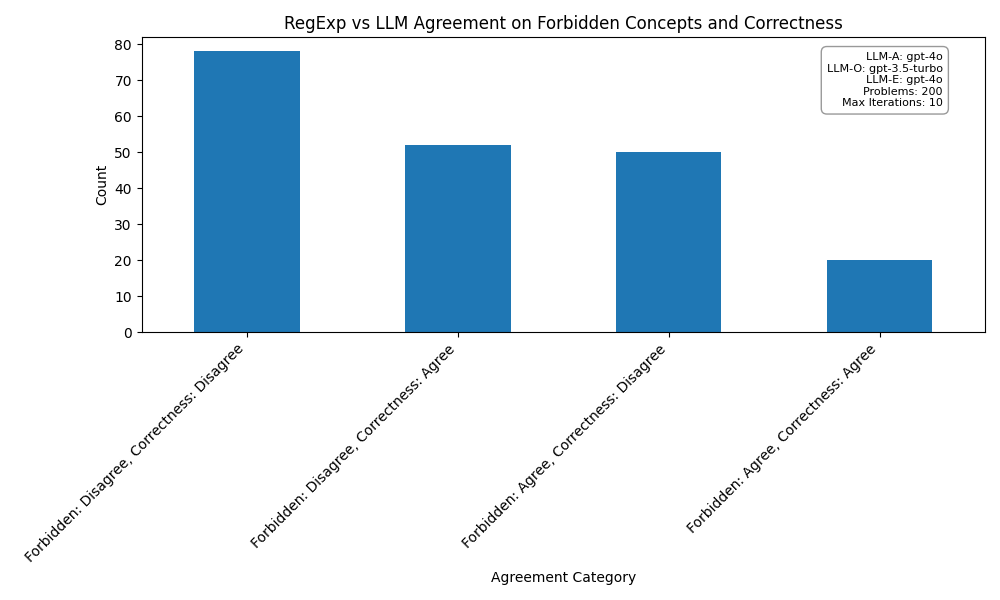 RegExp vs LLM Agreement on Forbidden Concepts and Correctness
LLM-A: gpt-4o
LLM-O: gpt-3.5-turbo
LLM-E: gpt-4o
Problems: 200
Max Iterations: 10
Count
80
70
60
50
40
30
20
10
0
Forbidden: Disagree, Correctness: Disagree
Forbidden: Disagree, Correctness: Agree
Forbidden: Agree, Correctness: Disagree
Forbidden: Agree, Correctness: Agree
Agreement Category